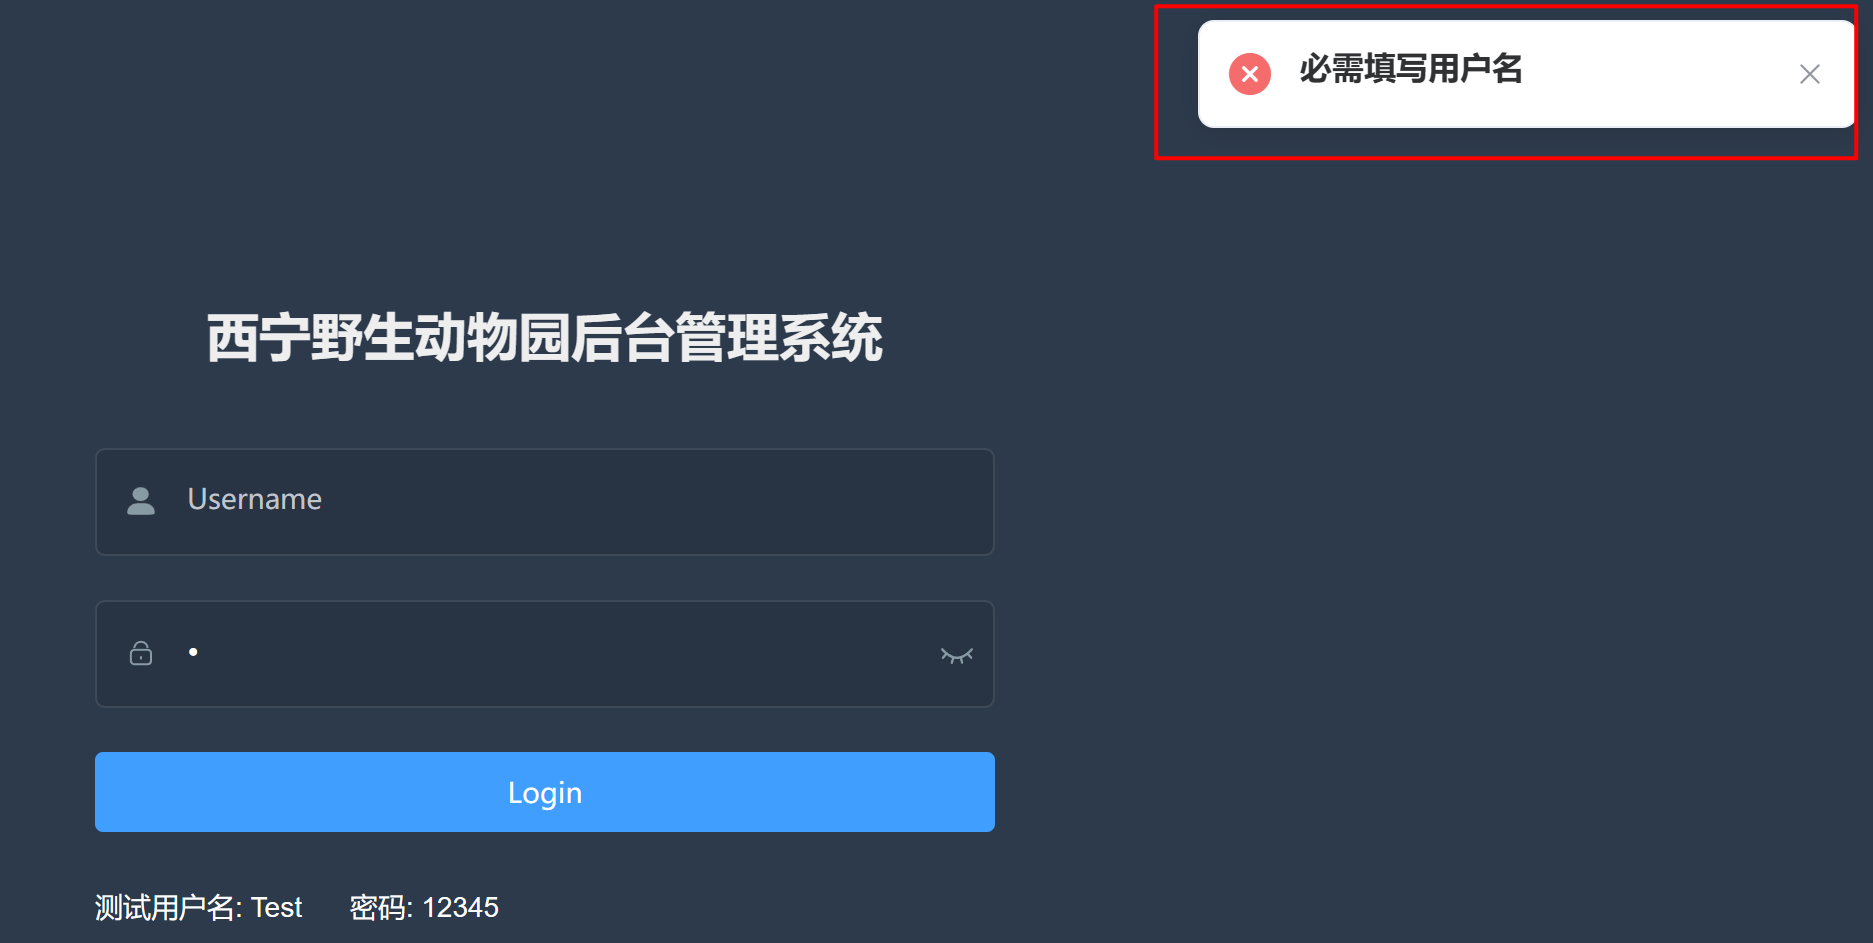 必需填写用户名
西宁野生动物园后台管理系统
Username
•
Login
测试用户名: Test 密码: 12345